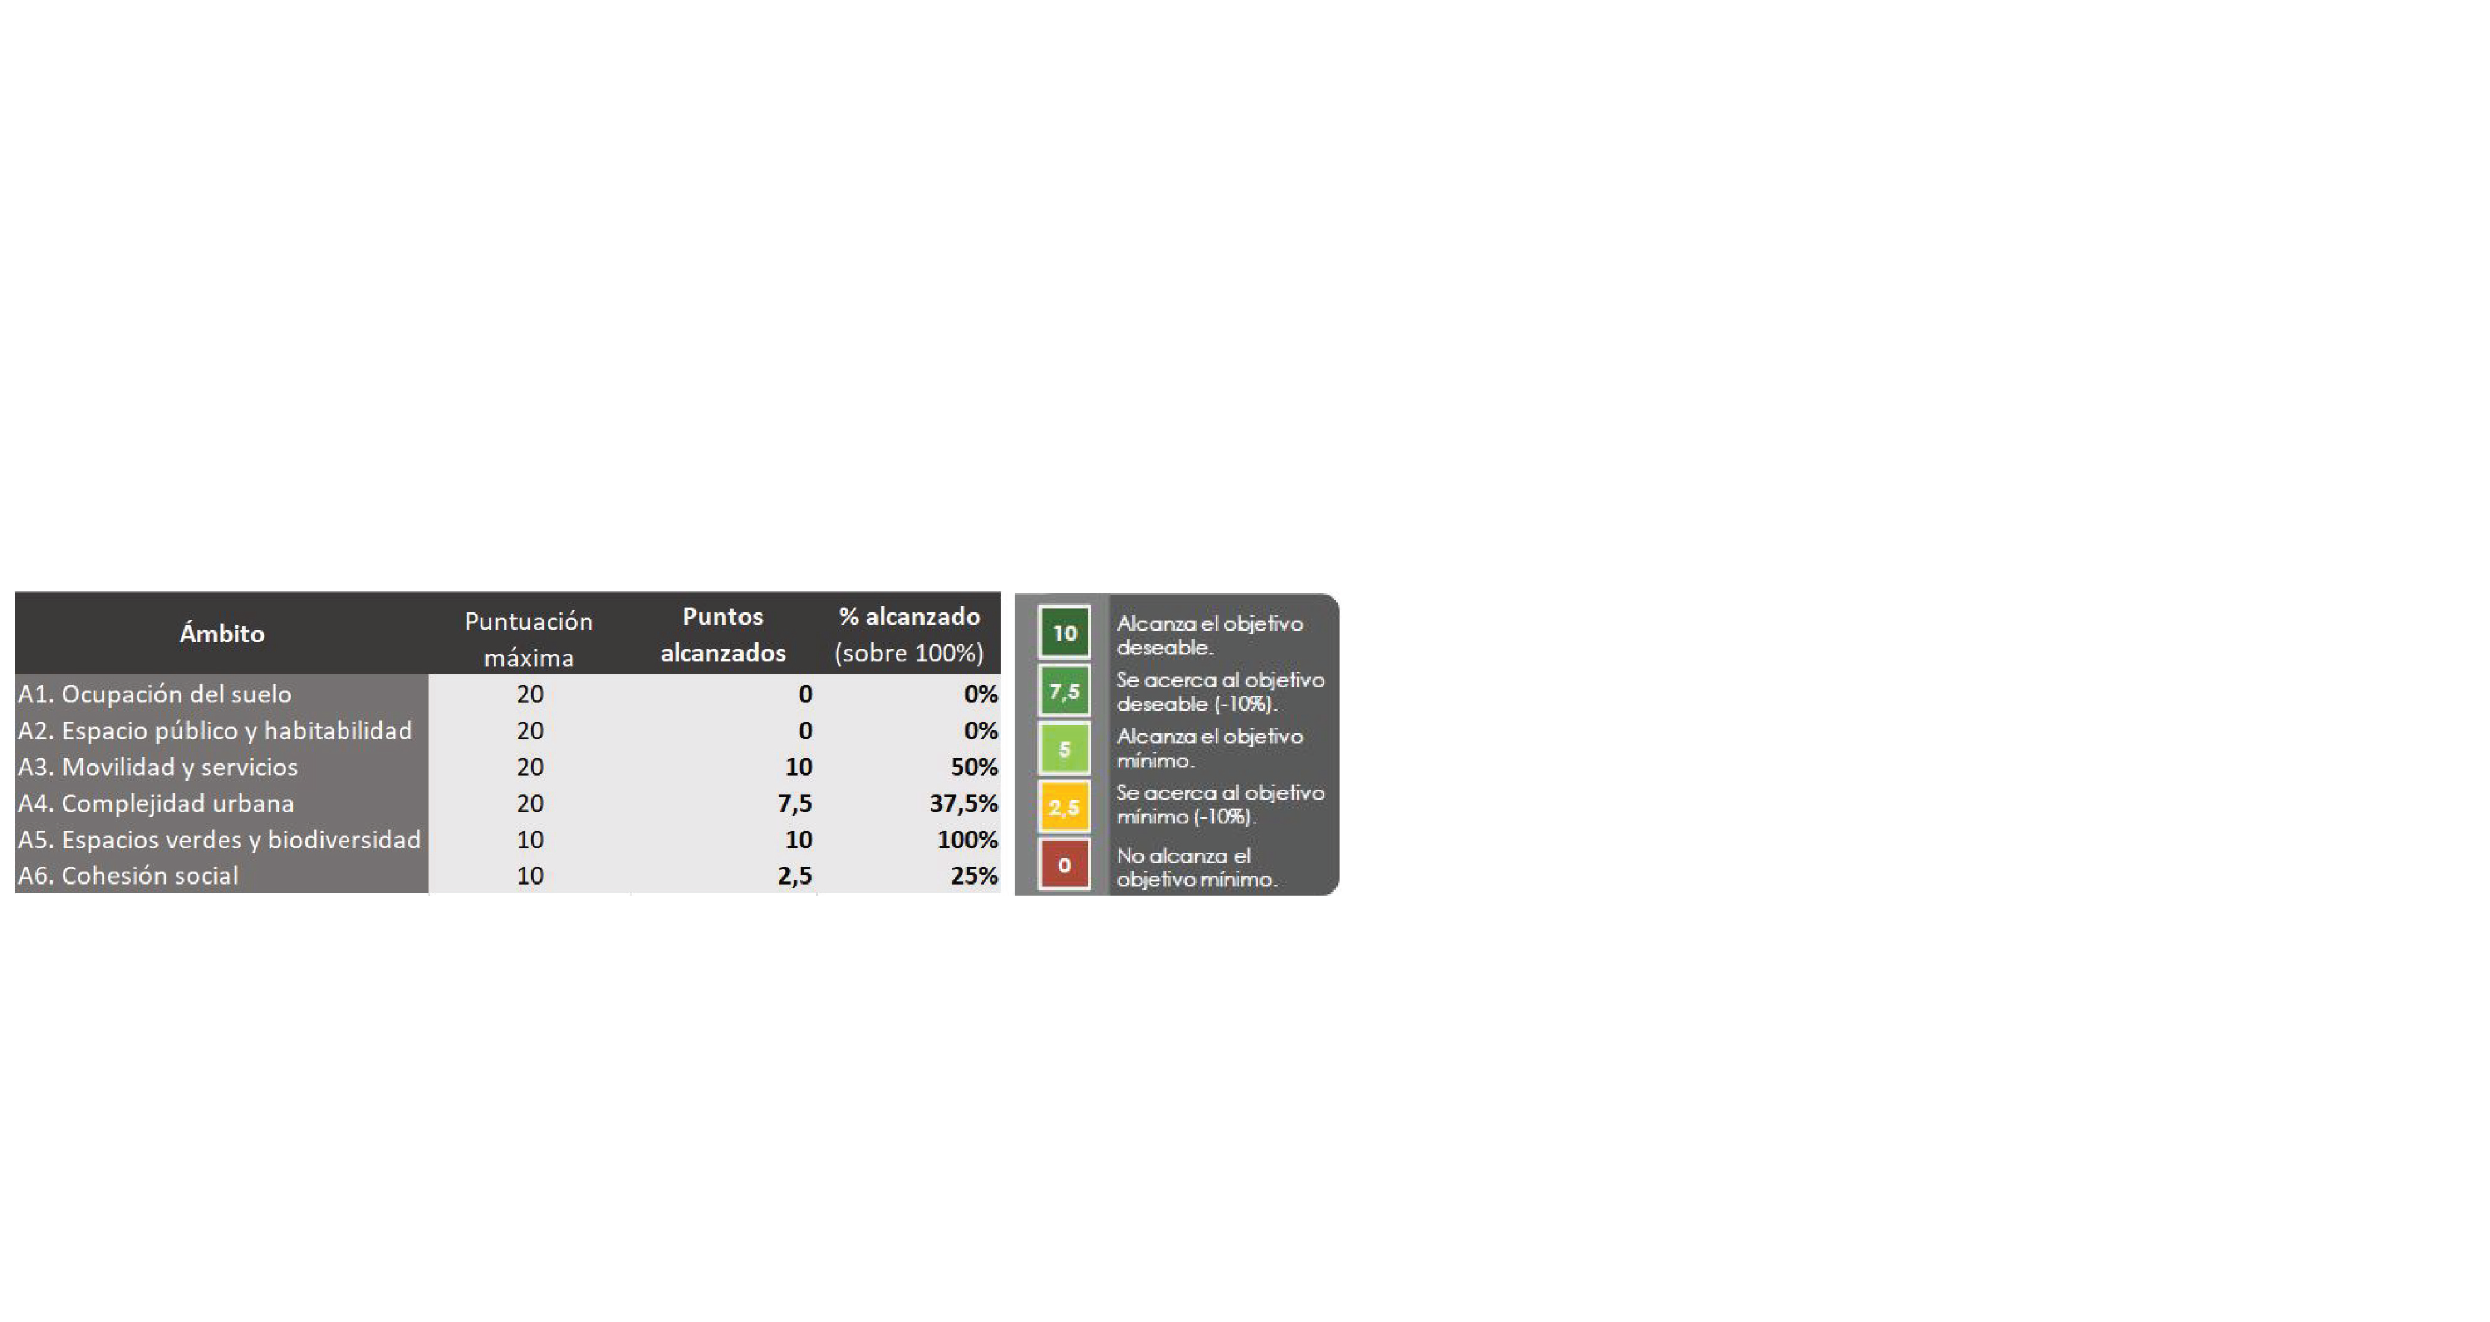 Ámbito Puntuación máxima Puntos alcanzados % alcanzado (sobre 100%)
A1. Ocupación del suelo 20 0 0%
A2. Espacio público y habitabilidad 20 0 0%
A3. Movilidad y servicios 20 10 50%
A4. Complejidad urbana 20 7,5 37,5%
A5. Espacios verdes y biodiversidad 10 10 100%
A6. Cohesión social 10 2,5 25%
10 Alcanza el objetivo
deseable.
7,5 Se acerca al objetivo
deseable (-10%).
5 Alcanza el objetivo
mínimo.
2,5 Se acerca al objetivo
mínimo (-10%).
0 No alcanza el
objetivo mínimo.